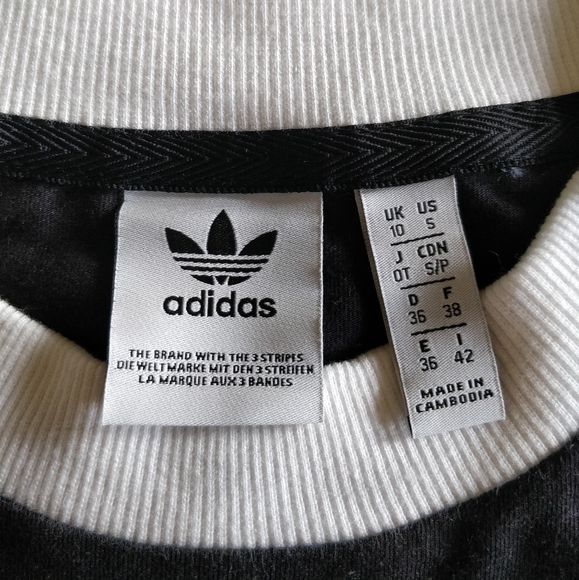 adidas
THE BRAND WITH THE 3 STRIPES
DIE WELTMARKE MIT DEN 3 STREIFEN
LA MARQUE AUX 3 BANDES
UK US
10 S
J CDN
OT S/P
D F
36 38
E I
36 42
MADE IN
CAMBODIA